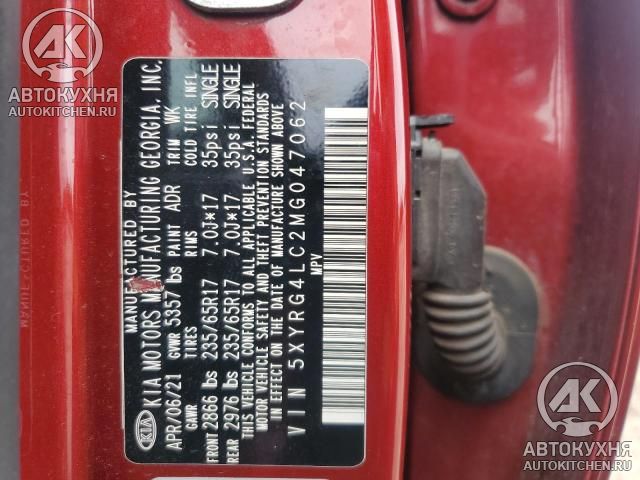 АК
АВТОКУХНЯ
AUTOKITCHEN.RU
MANUFACTURED BY
KIA MOTORS MANUFACTURING GEORGIA, INC.
KIA
APR/06/21 GVWR 5357 lbs PAINT ADR TRIM WK
GAWR TIRES RIMS COLD TIRE INFL
FRONT 2866 lbs 235/65R17 7.0J*17 35psi SINGLE
REAR 2976 lbs 235/65R17 7.0J*17 35psi SINGLE
THIS VEHICLE CONFORMS TO ALL APPLICABLE U.S.A. FEDERAL
MOTOR VEHICLE SAFETY AND THEFT PREVENTION STANDARDS
IN EFFECT ON THE DATE OF MANUFACTURE SHOWN ABOVE
VIN 5XYRG4LC2MG047062
MPV
АК
АВТОКУХНЯ
AUTOKITCHEN.RU